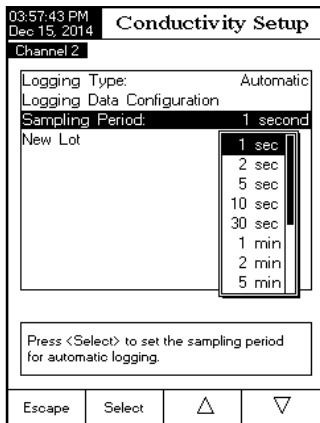 03:57:43 PM
Dec 15, 2014
Conductivity Setup
Channel 2
Logging Type: Automatic
Logging Data Configuration
Sampling Period: 1 second
New Lot
1 sec
2 sec
5 sec
10 sec
30 sec
1 min
2 min
5 min
Press <Select> to set the sampling period
for automatic logging.
Escape Select △ ▽